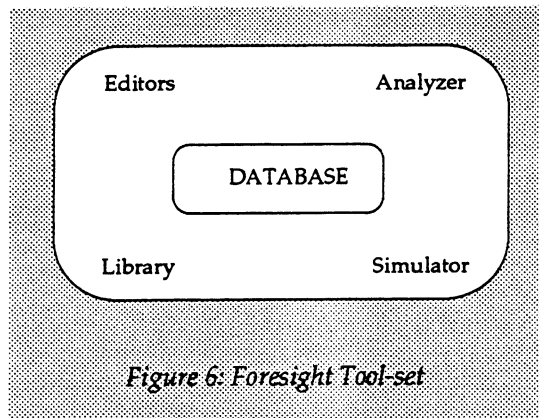 Editors Analyzer
DATABASE
Library Simulator
Figure 6: Foresight Tool-set